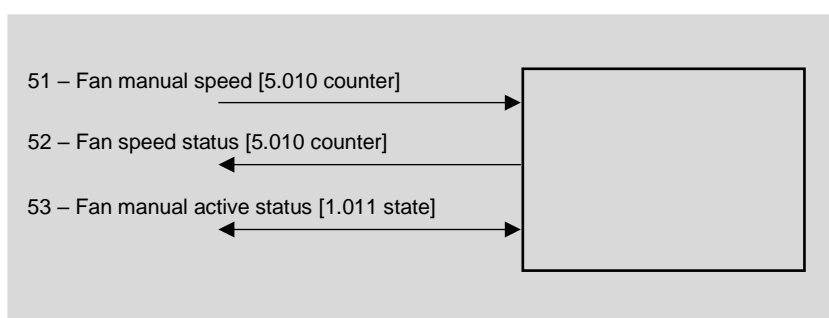 51 – Fan manual speed [5.010 counter]
52 – Fan speed status [5.010 counter]
53 – Fan manual active status [1.011 state]